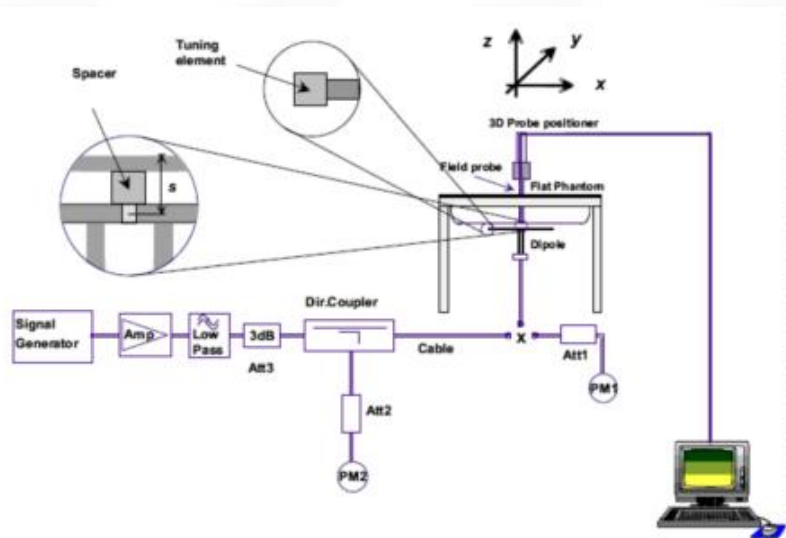 Tuning
element
Spacer
s
z
y
x
3D Probe positioner
Field probe
Flat Phantom
Dipole
Signal
Generator
Amp
Low
Pass
3dB
Att3
Dir.Coupler
Cable
X
Att1
PM1
Att2
PM2